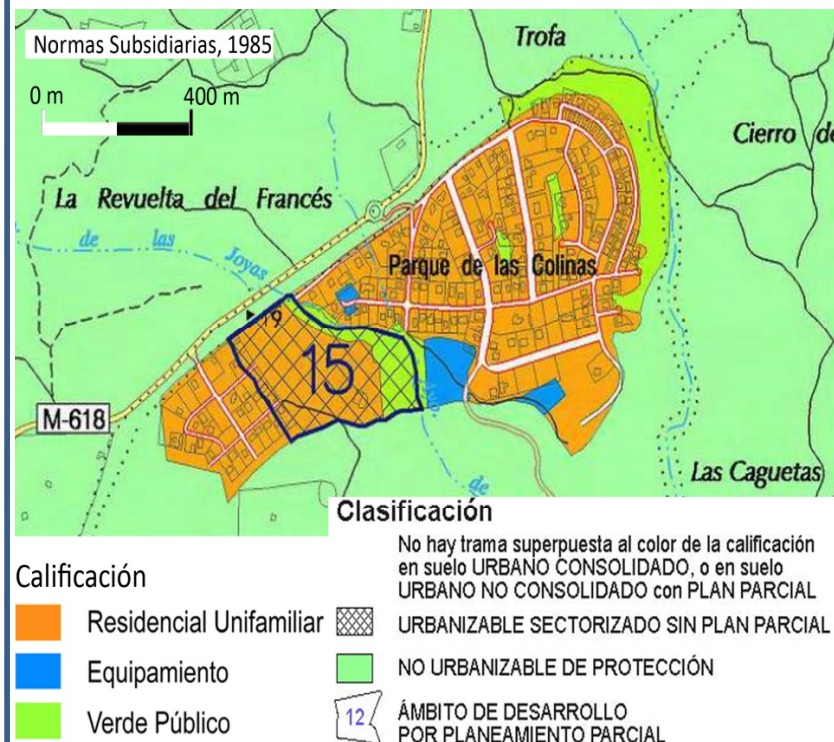 Normas Subsidiarias, 1985
0 m 400 m
Trofa
Cierro de
La Revuelta del Francés
de las Joyas
Parque de las Colinas
19
15
M-618
Las Caguetas
de
Clasificación
No hay trama superpuesta al color de la calificación
en suelo URBANO CONSOLIDADO, o en suelo
URBANO NO CONSOLIDADO con PLAN PARCIAL
URBANIZABLE SECTORIZADO SIN PLAN PARCIAL
NO URBANIZABLE DE PROTECCIÓN
12
ÁMBITO DE DESARROLLO
POR PLANEAMIENTO PARCIAL
Calificación
Residencial Unifamiliar
Equipamiento
Verde Público